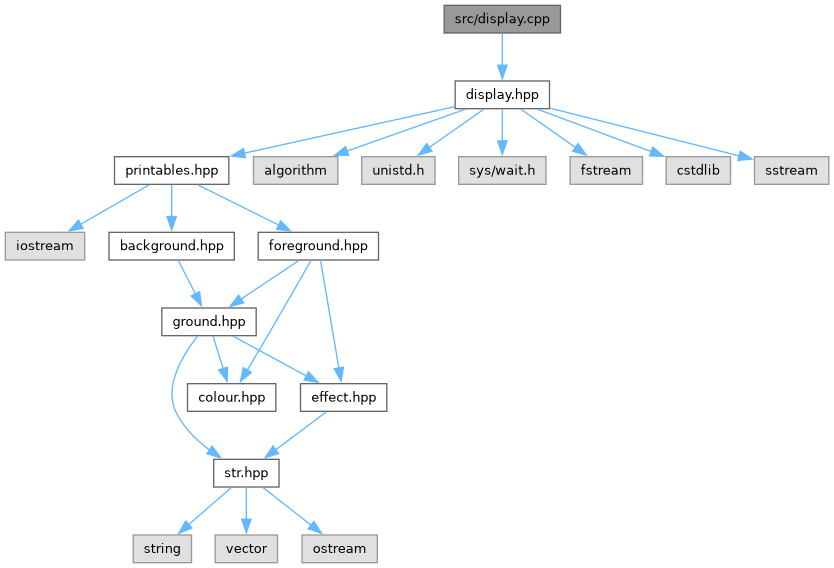 src/display.cpp
display.hpp
printables.hpp
algorithm
unistd.h
sys/wait.h
fstream
cstdlib
sstream
iostream
background.hpp
foreground.hpp
ground.hpp
colour.hpp
effect.hpp
str.hpp
string
vector
ostream